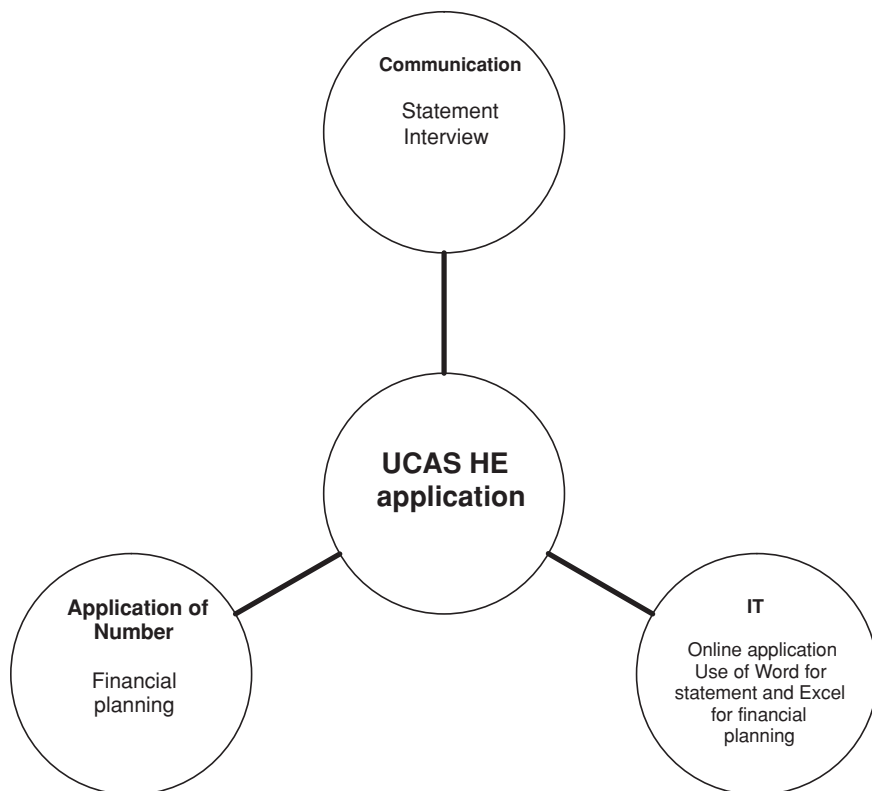 Communication
Statement
Interview
UCAS HE
application
Application of
Number
Financial
planning
IT
Online application
Use of Word for
statement and Excel
for financial
planning